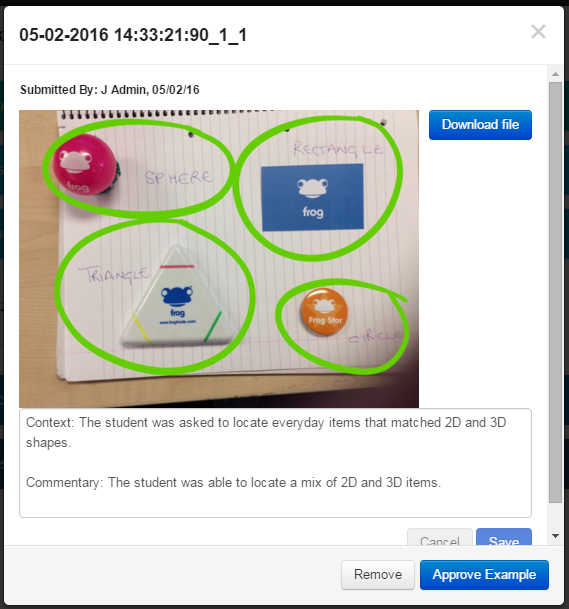 05-02-2016 14:33:21:90_1_1
×
Submitted By: J Admin, 05/02/16
Download file
RECTANGLE
SPHERE
frog
frog
TRIANGLE
frog
www.frogtrade.com
Frog Star
CIRCLE
Context: The student was asked to locate everyday items that matched 2D and 3D
shapes.
Commentary: The student was able to locate a mix of 2D and 3D items.
Cancel Save
Remove Approve Example